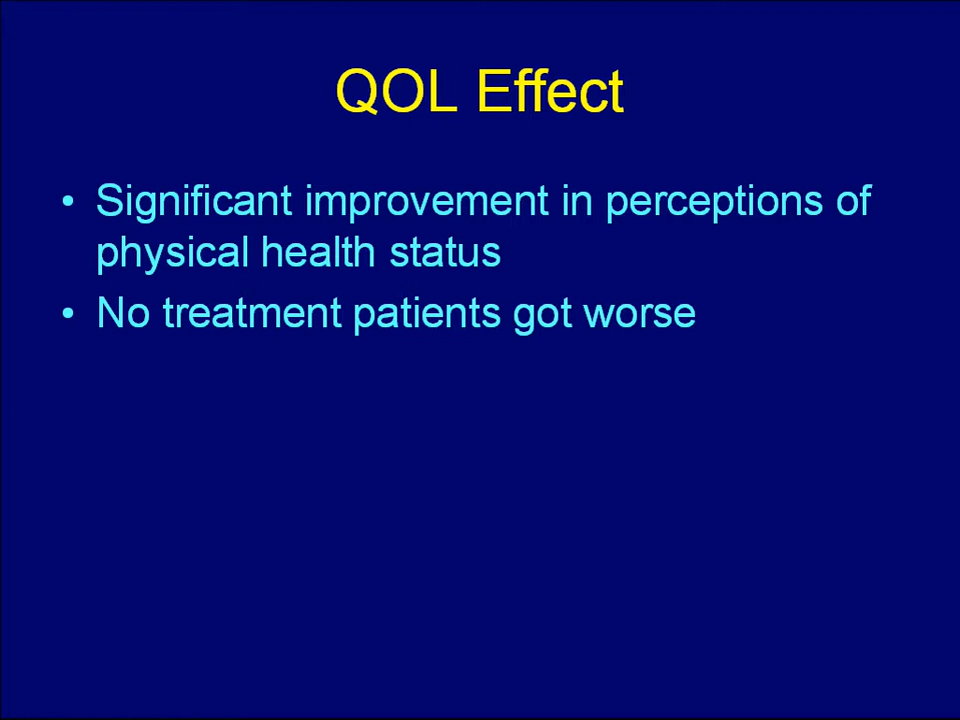 QOL Effect
• Significant improvement in perceptions of
physical health status
• No treatment patients got worse